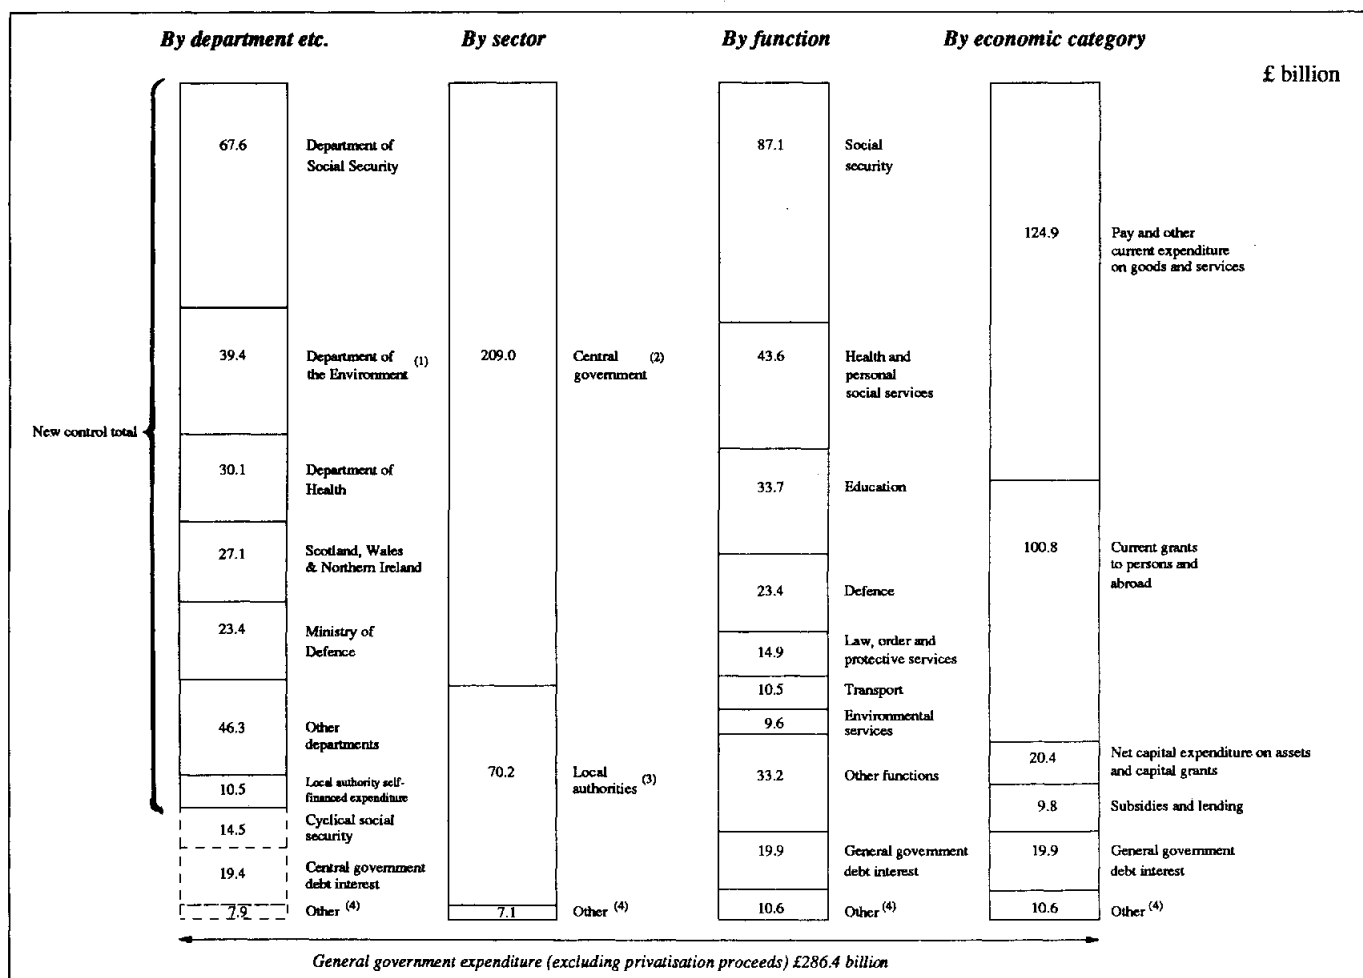 By department etc.
By sector
By function
By economic category
£ billion
New control total
67.6
Department of
Social Security
39.4
Department of (1)
the Environment
30.1
Department of
Health
27.1
Scotland, Wales
& Northern Ireland
23.4
Ministry of
Defence
46.3
Other
departments
10.5
Local authority self-
financed expenditure
14.5
Cyclical social
security
19.4
Central government
debt interest
7.9
Other (4)
209.0
Central (2)
government
70.2
Local
authorities (3)
7.1
Other (4)
87.1
Social
security
43.6
Health and
personal
social services
33.7
Education
23.4
Defence
14.9
Law, order and
protective services
10.5
Transport
9.6
Environmental
services
33.2
Other functions
19.9
General government
debt interest
10.6
Other (4)
124.9
Pay and other
current expenditure
on goods and services
100.8
Current grants
to persons and
abroad
20.4
Net capital expenditure on assets
and capital grants
9.8
Subsidies and lending
19.9
General government
debt interest
10.6
Other (4)
General government expenditure (excluding privatisation proceeds) £286.4 billion